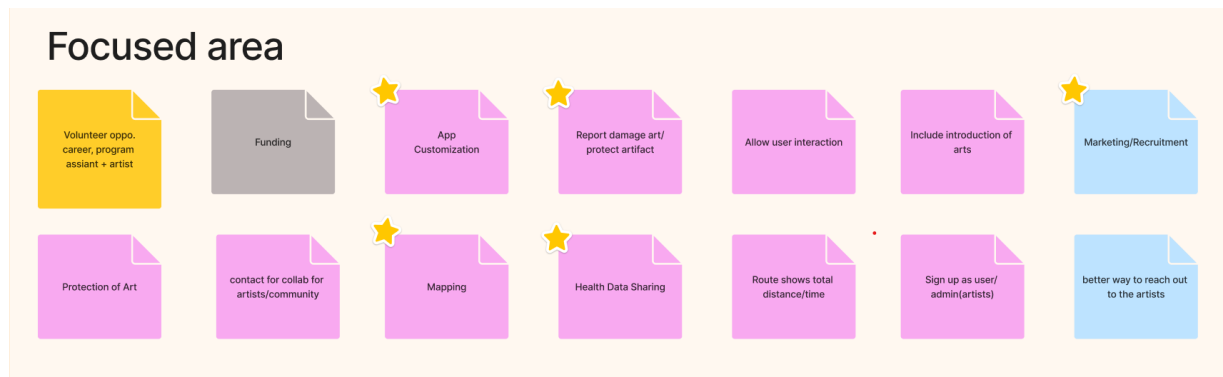 Focused area
Volunteer oppo.
career, program
assiant + artist
Funding
App
Customization
Report damage art/
protect artifact
Allow user interaction
Include introduction of
arts
Marketing/Recruitment
Protection of Art
contact for collab for
artists/community
Mapping
Health Data Sharing
Route shows total
distance/time
Sign up as user/
admin(artists)
better way to reach out
to the artists